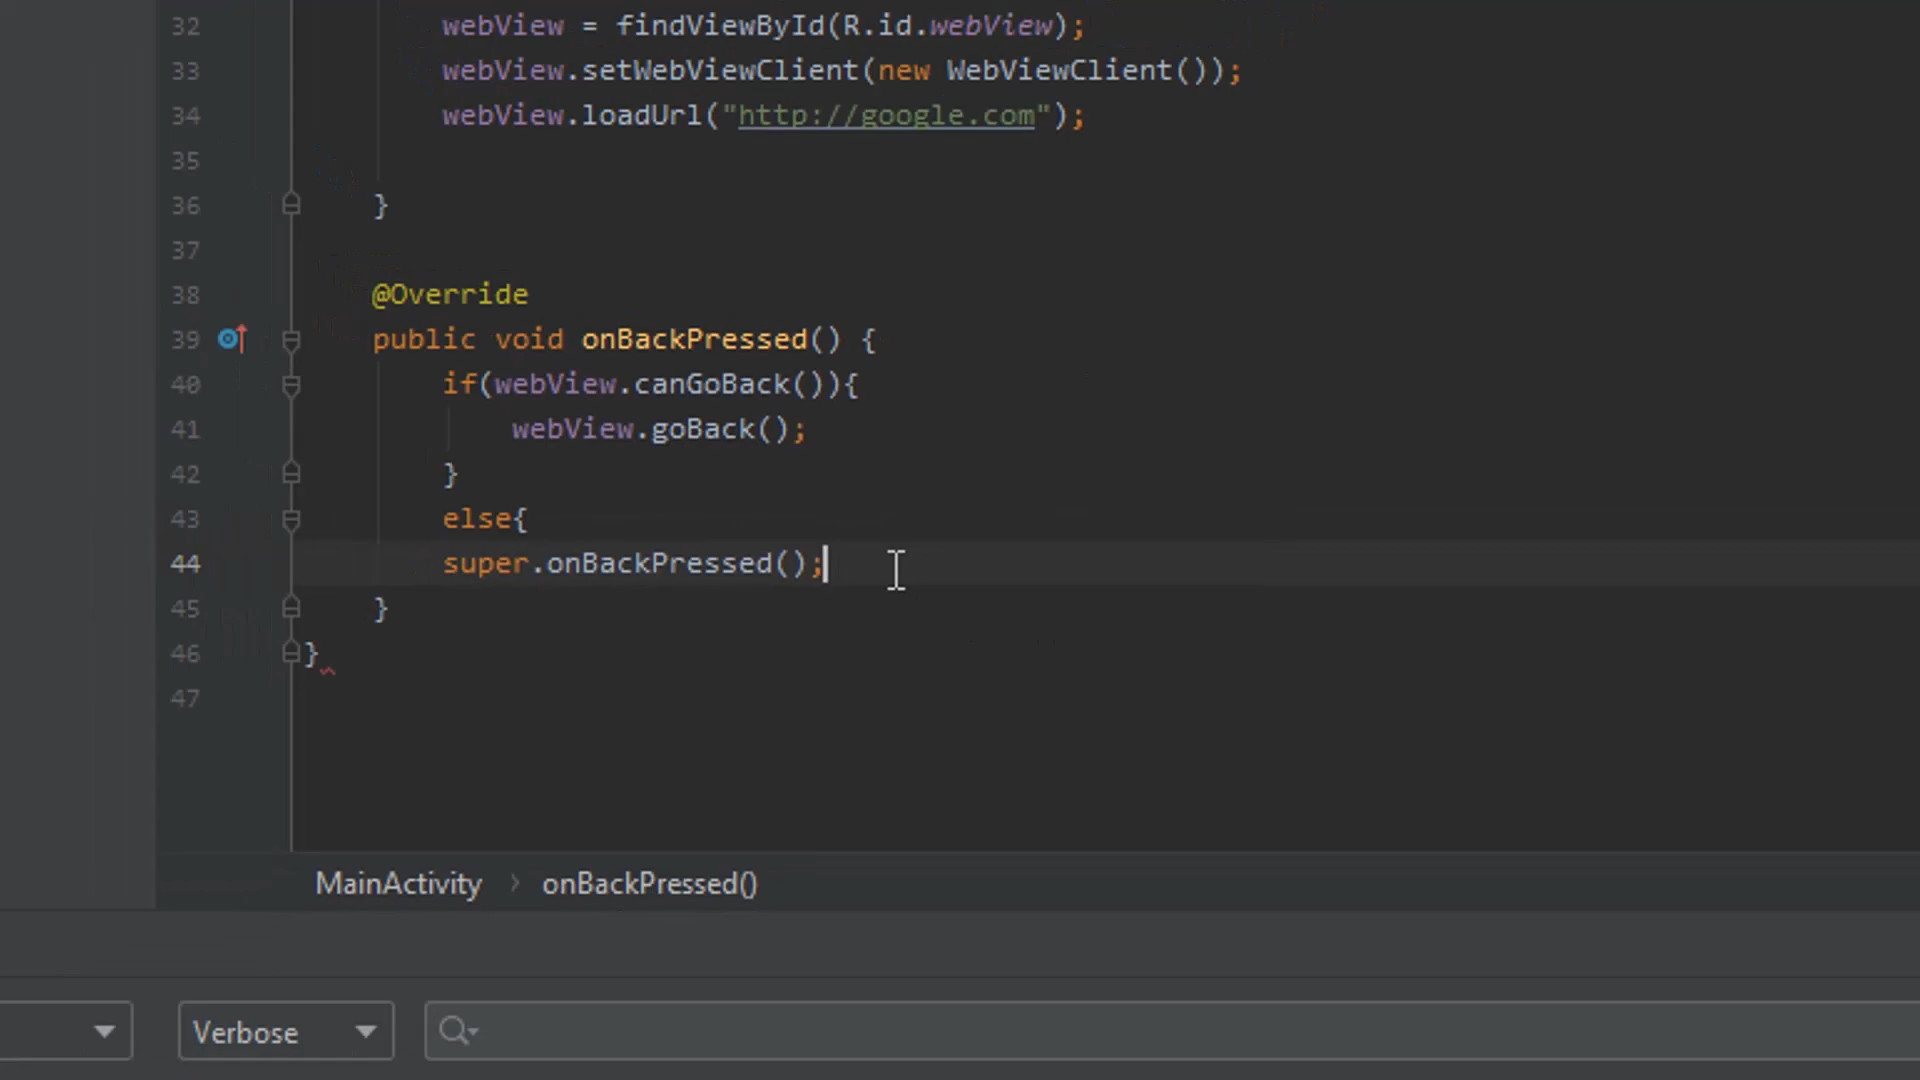 32 webView = findViewById(R.id.webView);
33 webView.setWebViewClient(new WebViewClient());
34 webView.loadUrl("http://google.com");
35
36 }
37
38 @Override
39 public void onBackPressed() {
40 if(webView.canGoBack()){
41 webView.goBack();
42 }
43 else{
44 super.onBackPressed();
45 }
46 }
47
MainActivity › onBackPressed()
Verbose